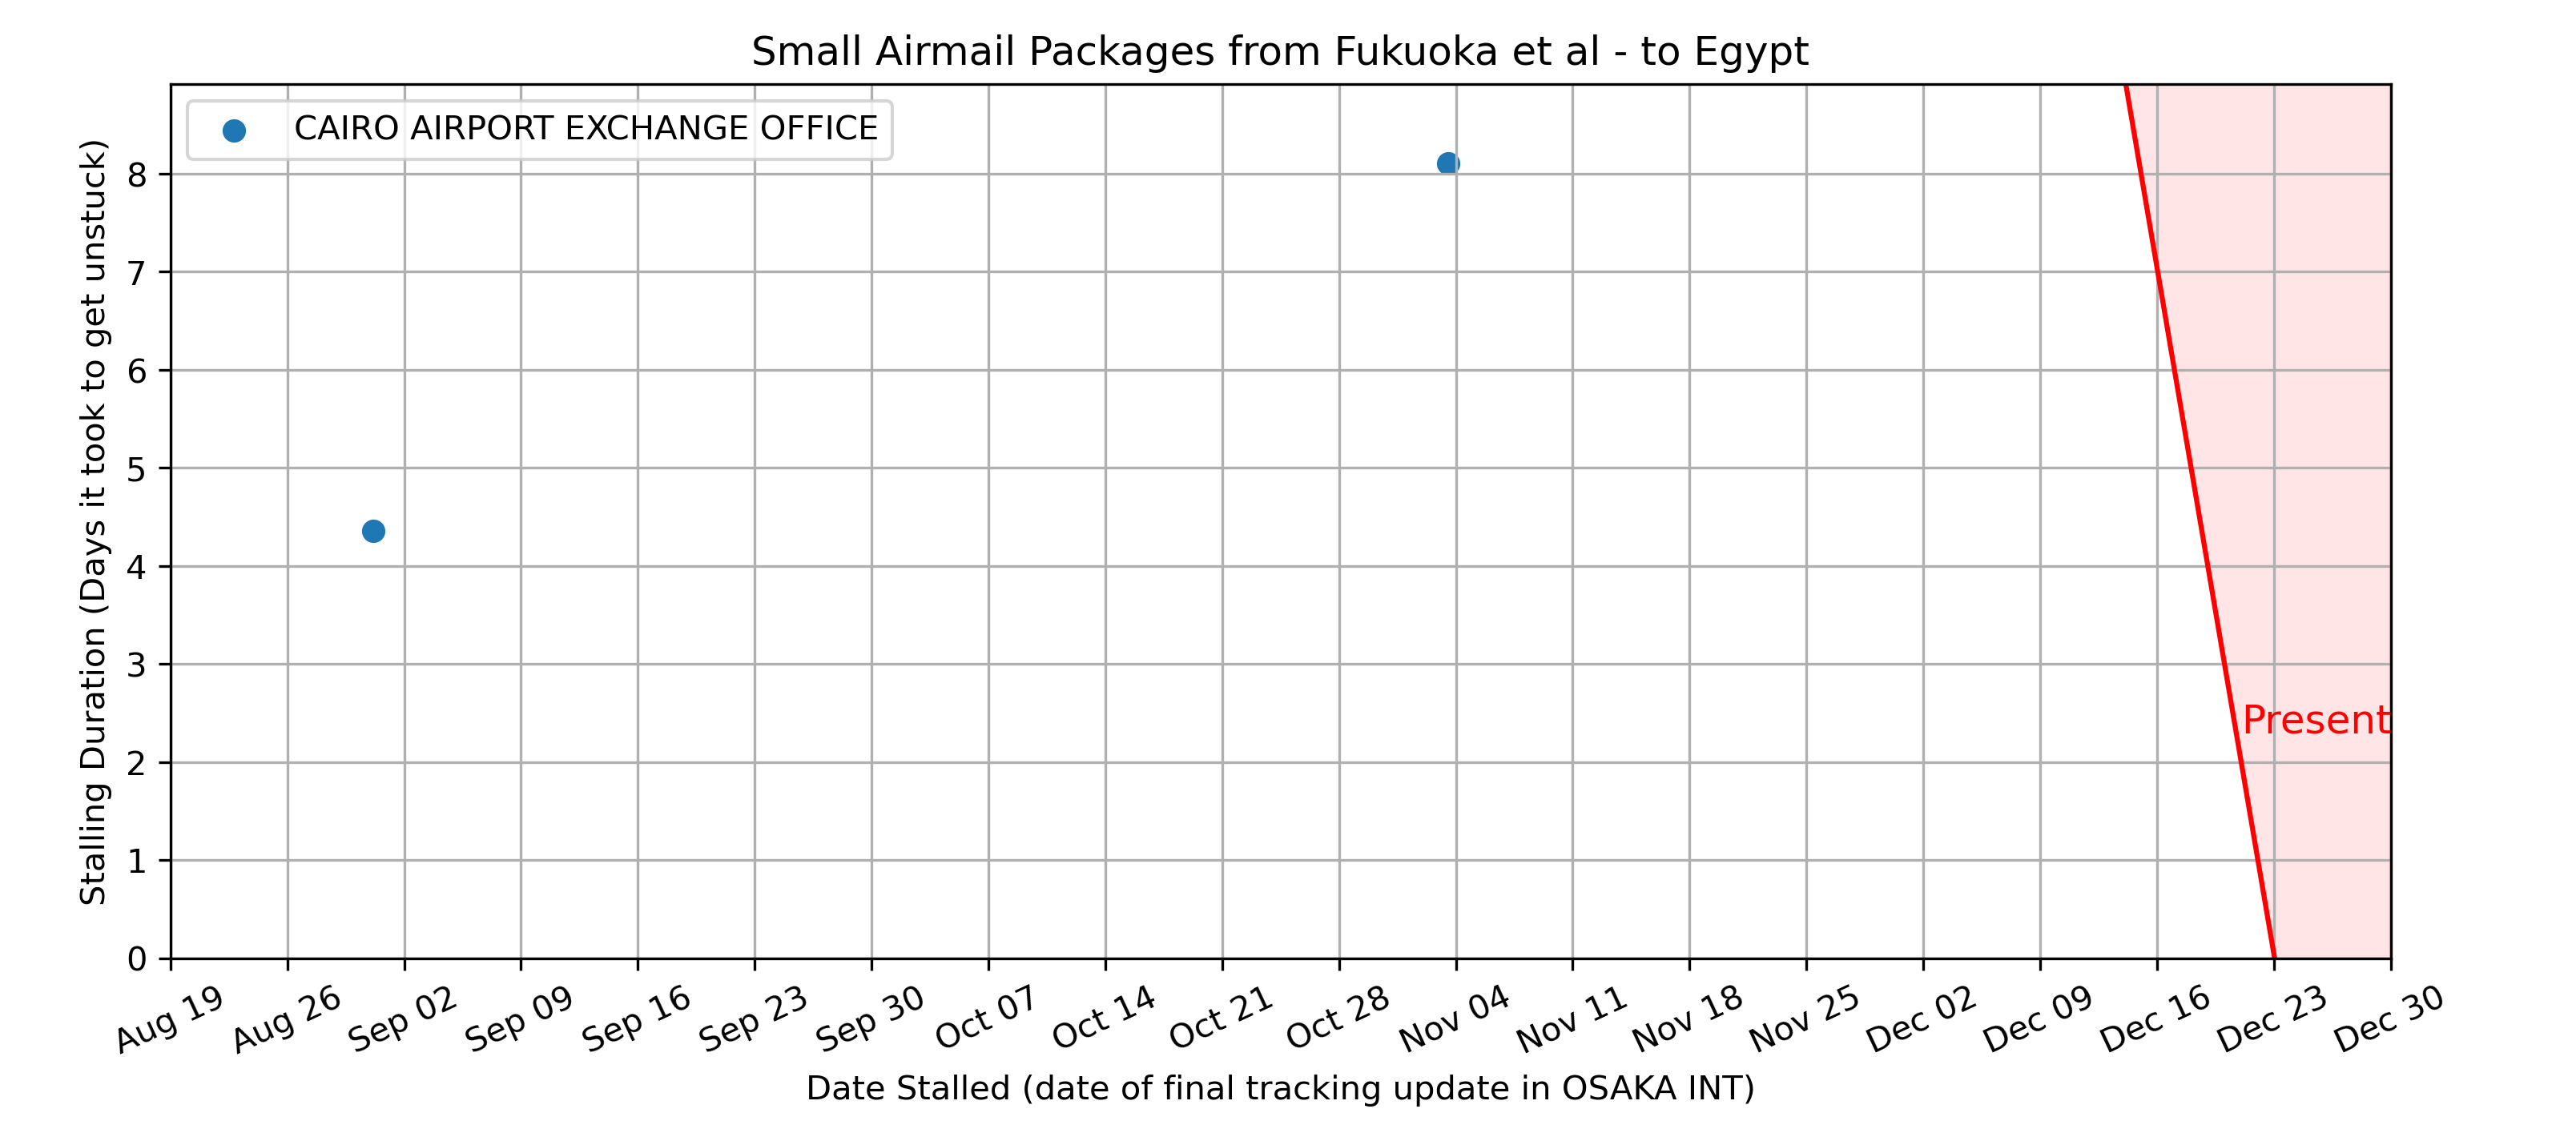 Small Airmail Packages from Fukuoka et al - to Egypt
CAIRO AIRPORT EXCHANGE OFFICE
Stalling Duration (Days it took to get unstuck)
8
7
6
5
4
3
2
1
0
Present
Aug 19
Aug 26
Sep 02
Sep 09
Sep 16
Sep 23
Sep 30
Oct 07
Oct 14
Oct 21
Oct 28
Nov 04
Nov 11
Nov 18
Nov 25
Dec 02
Dec 09
Dec 16
Dec 23
Dec 30
Date Stalled (date of final tracking update in OSAKA INT)